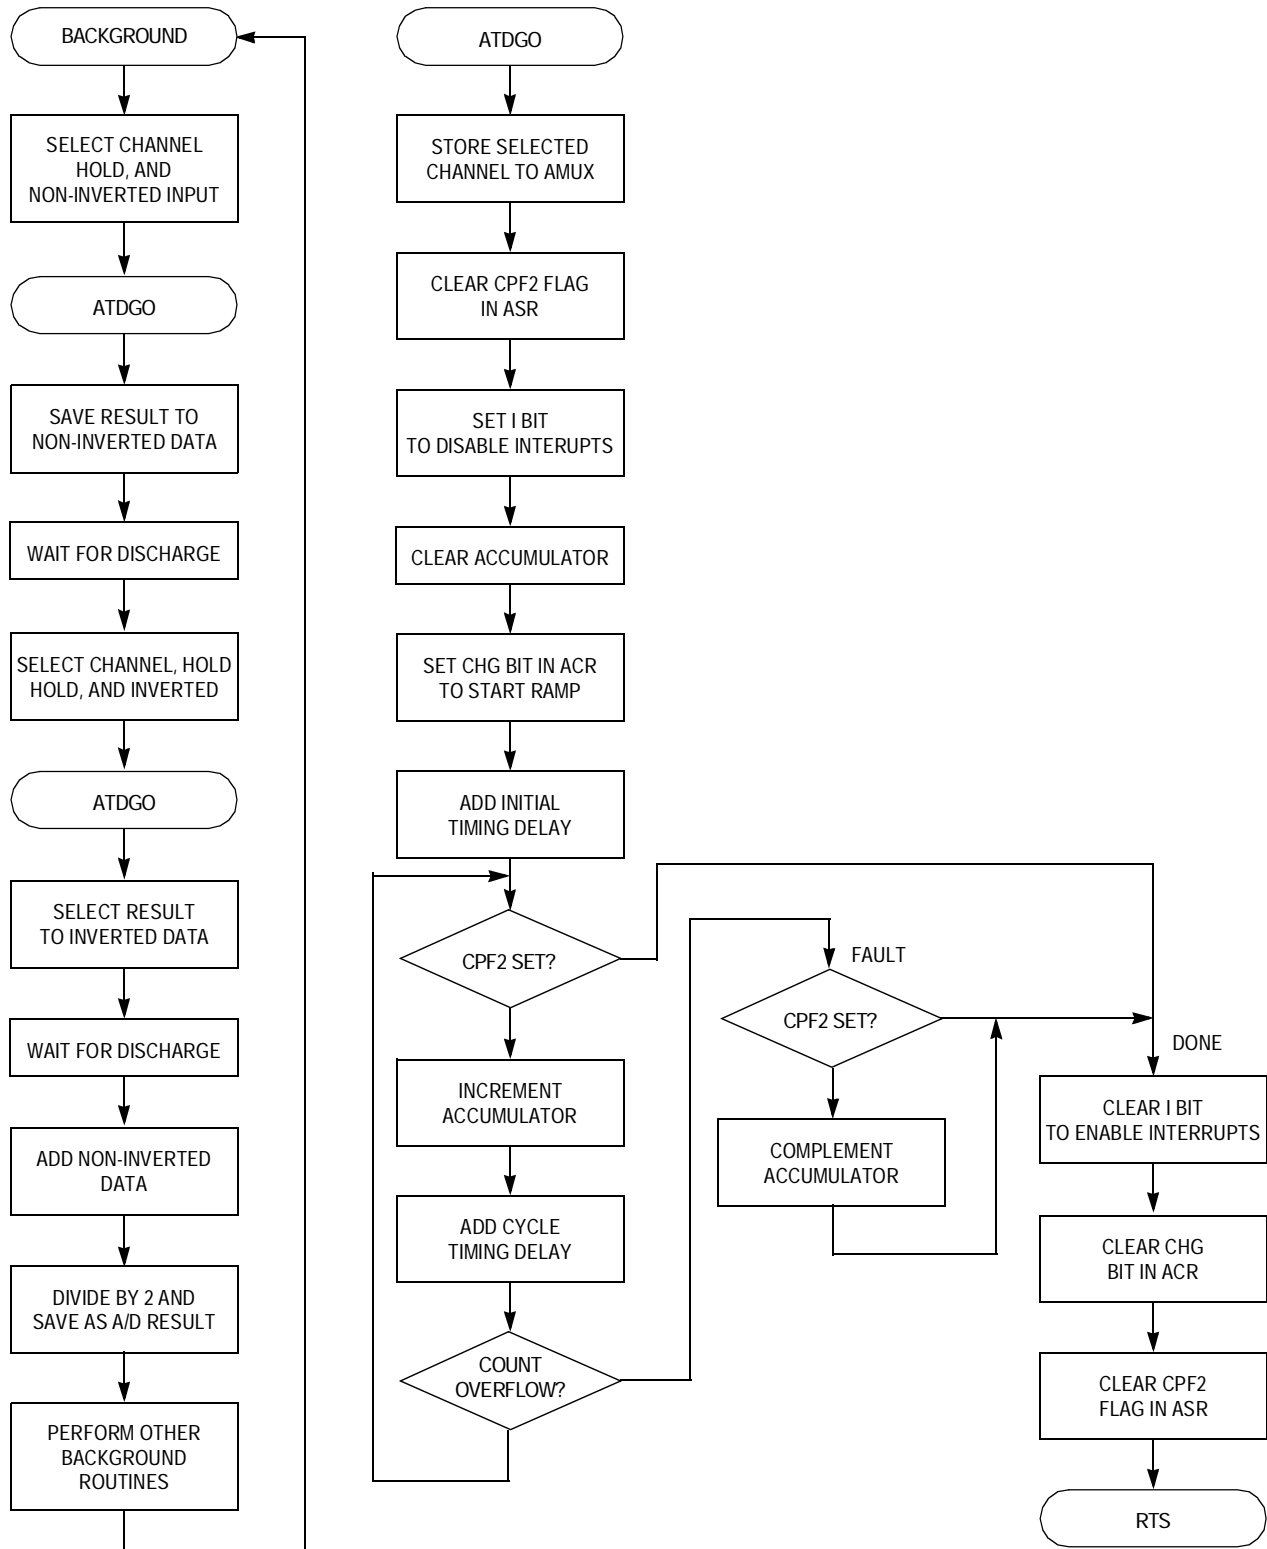 BACKGROUND
SELECT CHANNEL
HOLD, AND
NON-INVERTED INPUT
ATDGO
SAVE RESULT TO
NON-INVERTED DATA
WAIT FOR DISCHARGE
SELECT CHANNEL, HOLD
HOLD, AND INVERTED
ATDGO
SELECT RESULT
TO INVERTED DATA
WAIT FOR DISCHARGE
ADD NON-INVERTED
DATA
DIVIDE BY 2 AND
SAVE AS A/D RESULT
PERFORM OTHER
BACKGROUND
ROUTINES
ATDGO
STORE SELECTED
CHANNEL TO AMUX
CLEAR CPF2 FLAG
IN ASR
SET I BIT
TO DISABLE INTERUPTS
CLEAR ACCUMULATOR
SET CHG BIT IN ACR
TO START RAMP
ADD INITIAL
TIMING DELAY
CPF2 SET?
INCREMENT
ACCUMULATOR
ADD CYCLE
TIMING DELAY
COUNT
OVERFLOW?
FAULT
CPF2 SET?
COMPLEMENT
ACCUMULATOR
DONE
CLEAR I BIT
TO ENABLE INTERRUPTS
CLEAR CHG
BIT IN ACR
CLEAR CPF2
FLAG IN ASR
RTS